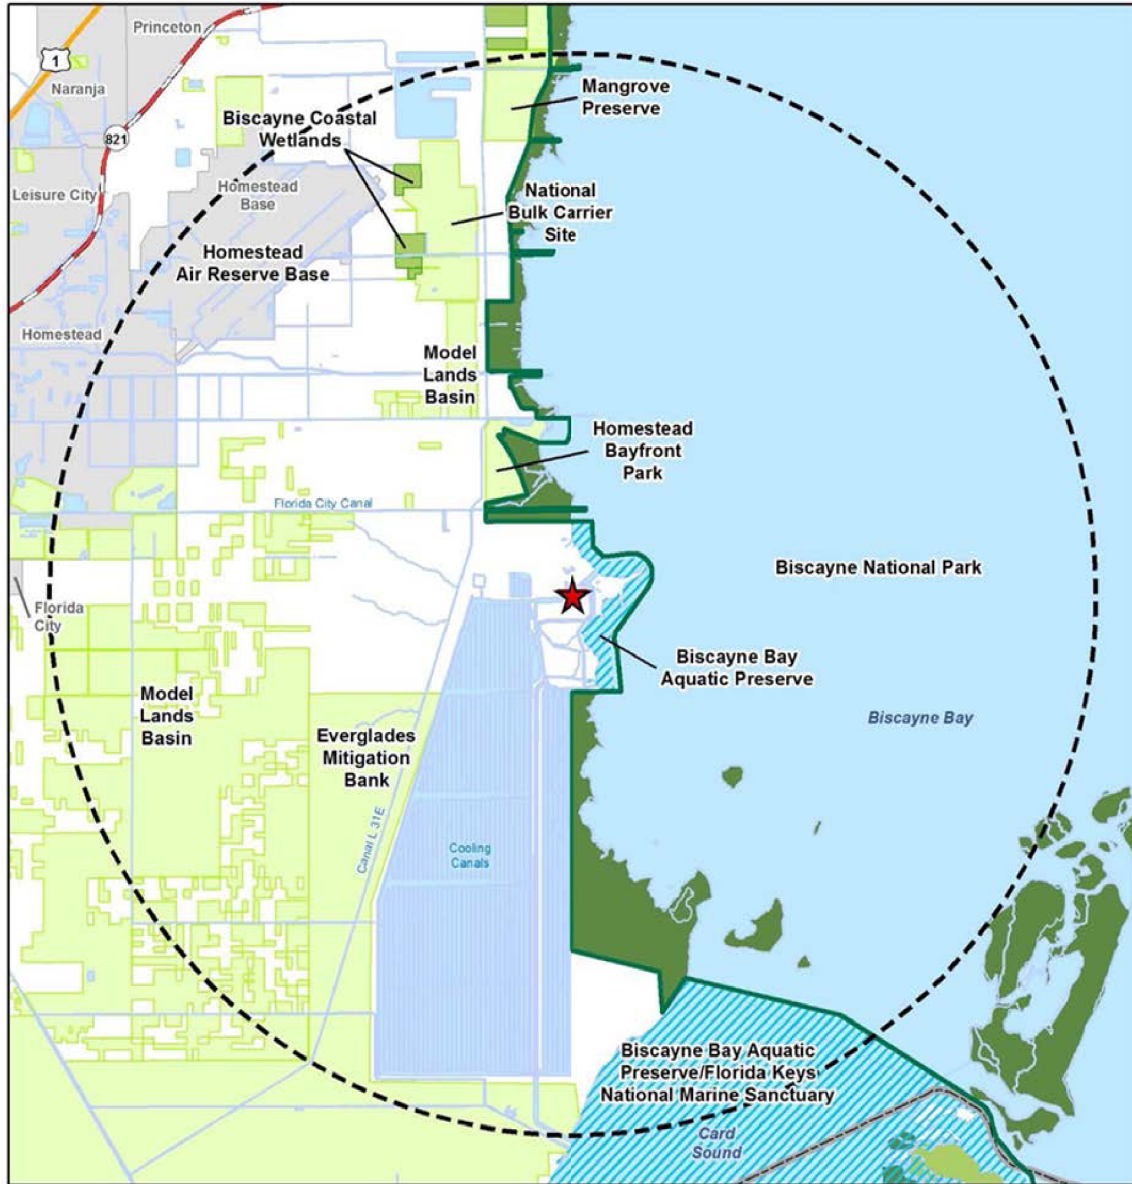 Princeton
1
Naranja
821
Biscayne Coastal
Wetlands
Mangrove
Preserve
Leisure City
Homestead
Base
National
Bulk Carrier
Site
Homestead
Air Reserve Base
Homestead
Model
Lands
Basin
Homestead
Bayfront
Park
Florida City Canal
Biscayne National Park
Florida
City
Biscayne Bay
Aquatic Preserve
Model
Lands
Basin
Biscayne Bay
Everglades
Mitigation
Bank
Canal L 31E
Cooling
Canals
Biscayne Bay Aquatic
Preserve/Florida Keys
National Marine Sanctuary
Card
Sound